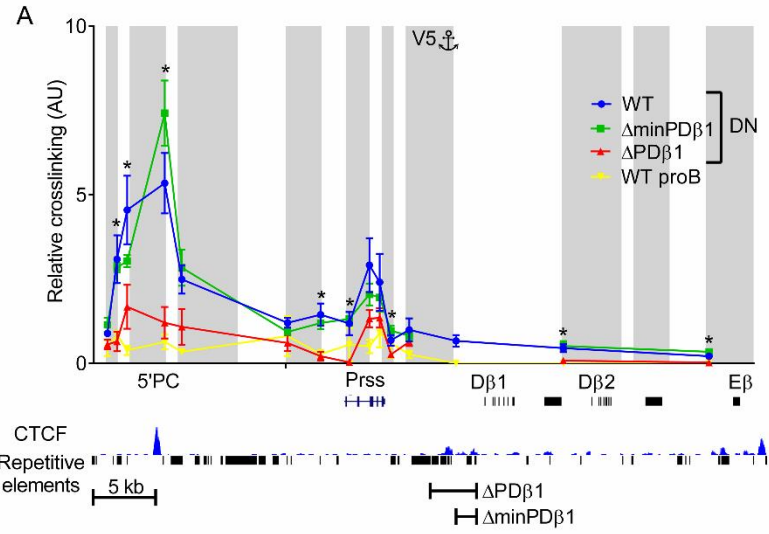 A
10
5
0
Relative crosslinking (AU)
V5
WT
ΔminPDβ1
ΔPDβ1
WT proB
DN
* * * * * * * *
5'PC Prss Dβ1 Dβ2 Eβ
CTCF
Repetitive
elements
5 kb
ΔPDβ1
ΔminPDβ1